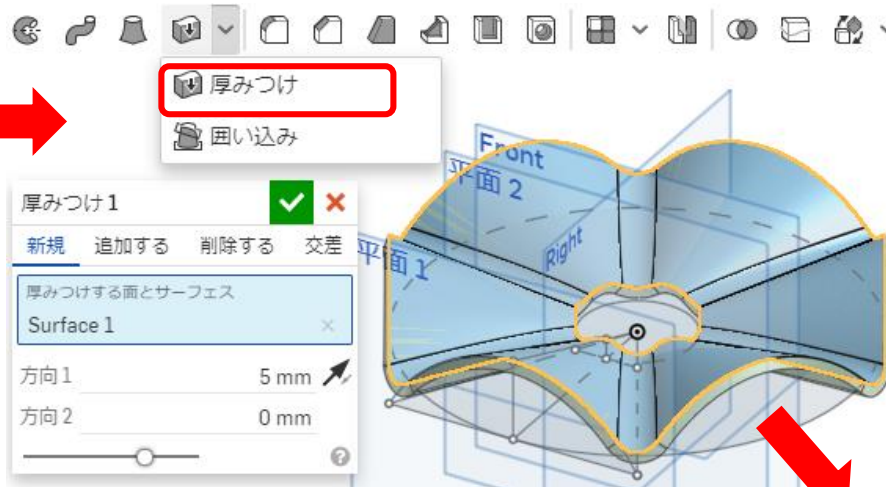 厚みつけ
囲い込み
Front
平面 2
Right
平面 1
厚みつけ 1
新規 追加する 削除する 交差
厚みつけする面とサーフェス
Surface 1
方向 1 5 mm
方向 2 0 mm